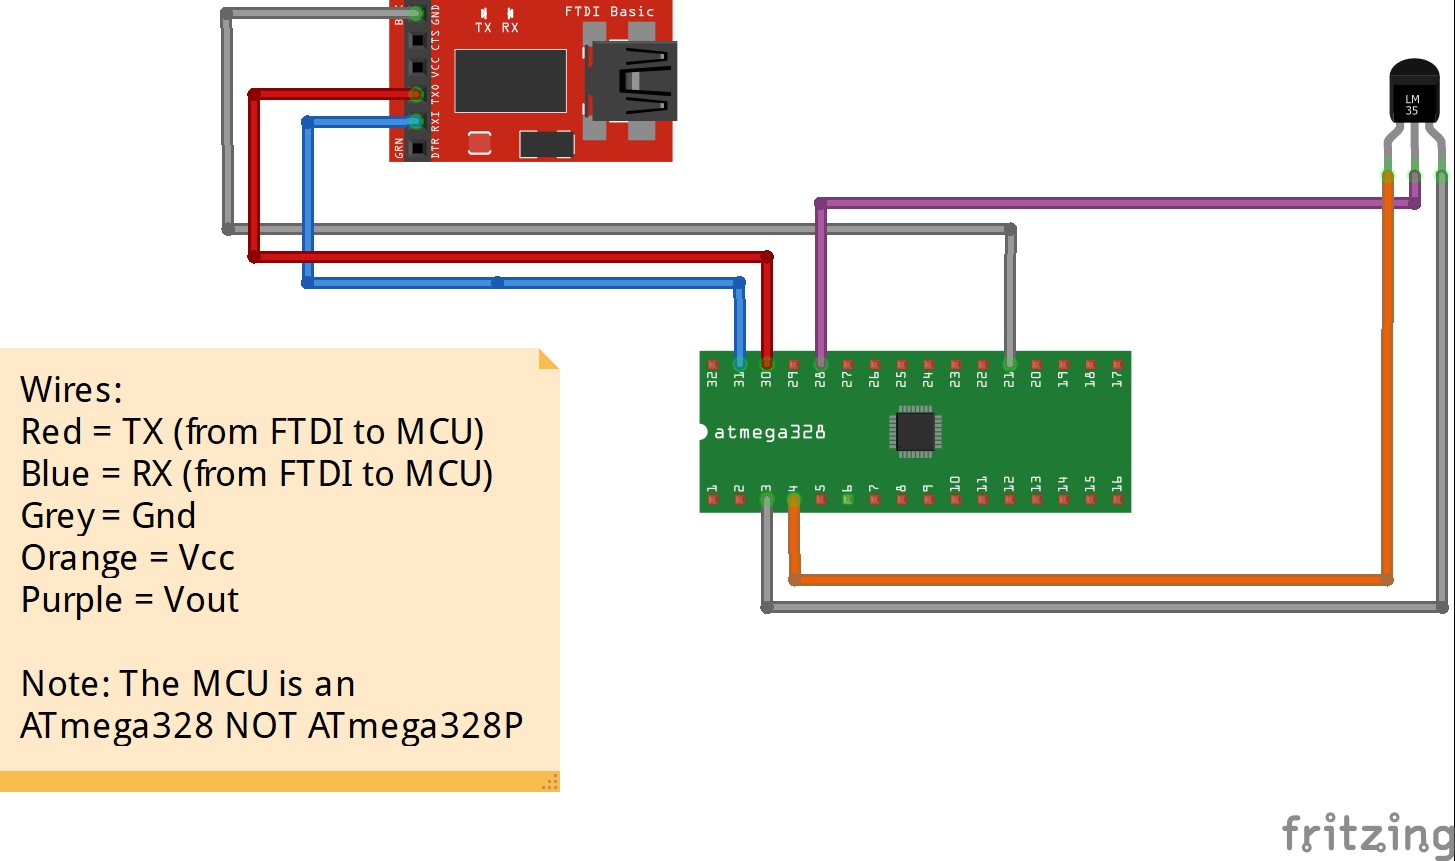 FTDI Basic
TX RX
GND
CTS
VCC
TXO
RXI
DTR
GRN
LM
35
32 31 30 29 28 27 26 25 24 23 22 21 20 19 18 17
atmega328
1 2 3 4 5 6 7 8 9 10 11 12 13 14 15 16
Wires:
Red = TX (from FTDI to MCU)
Blue = RX (from FTDI to MCU)
Grey = Gnd
Orange = Vcc
Purple = Vout
Note: The MCU is an
ATmega328 NOT ATmega328P
fritzing